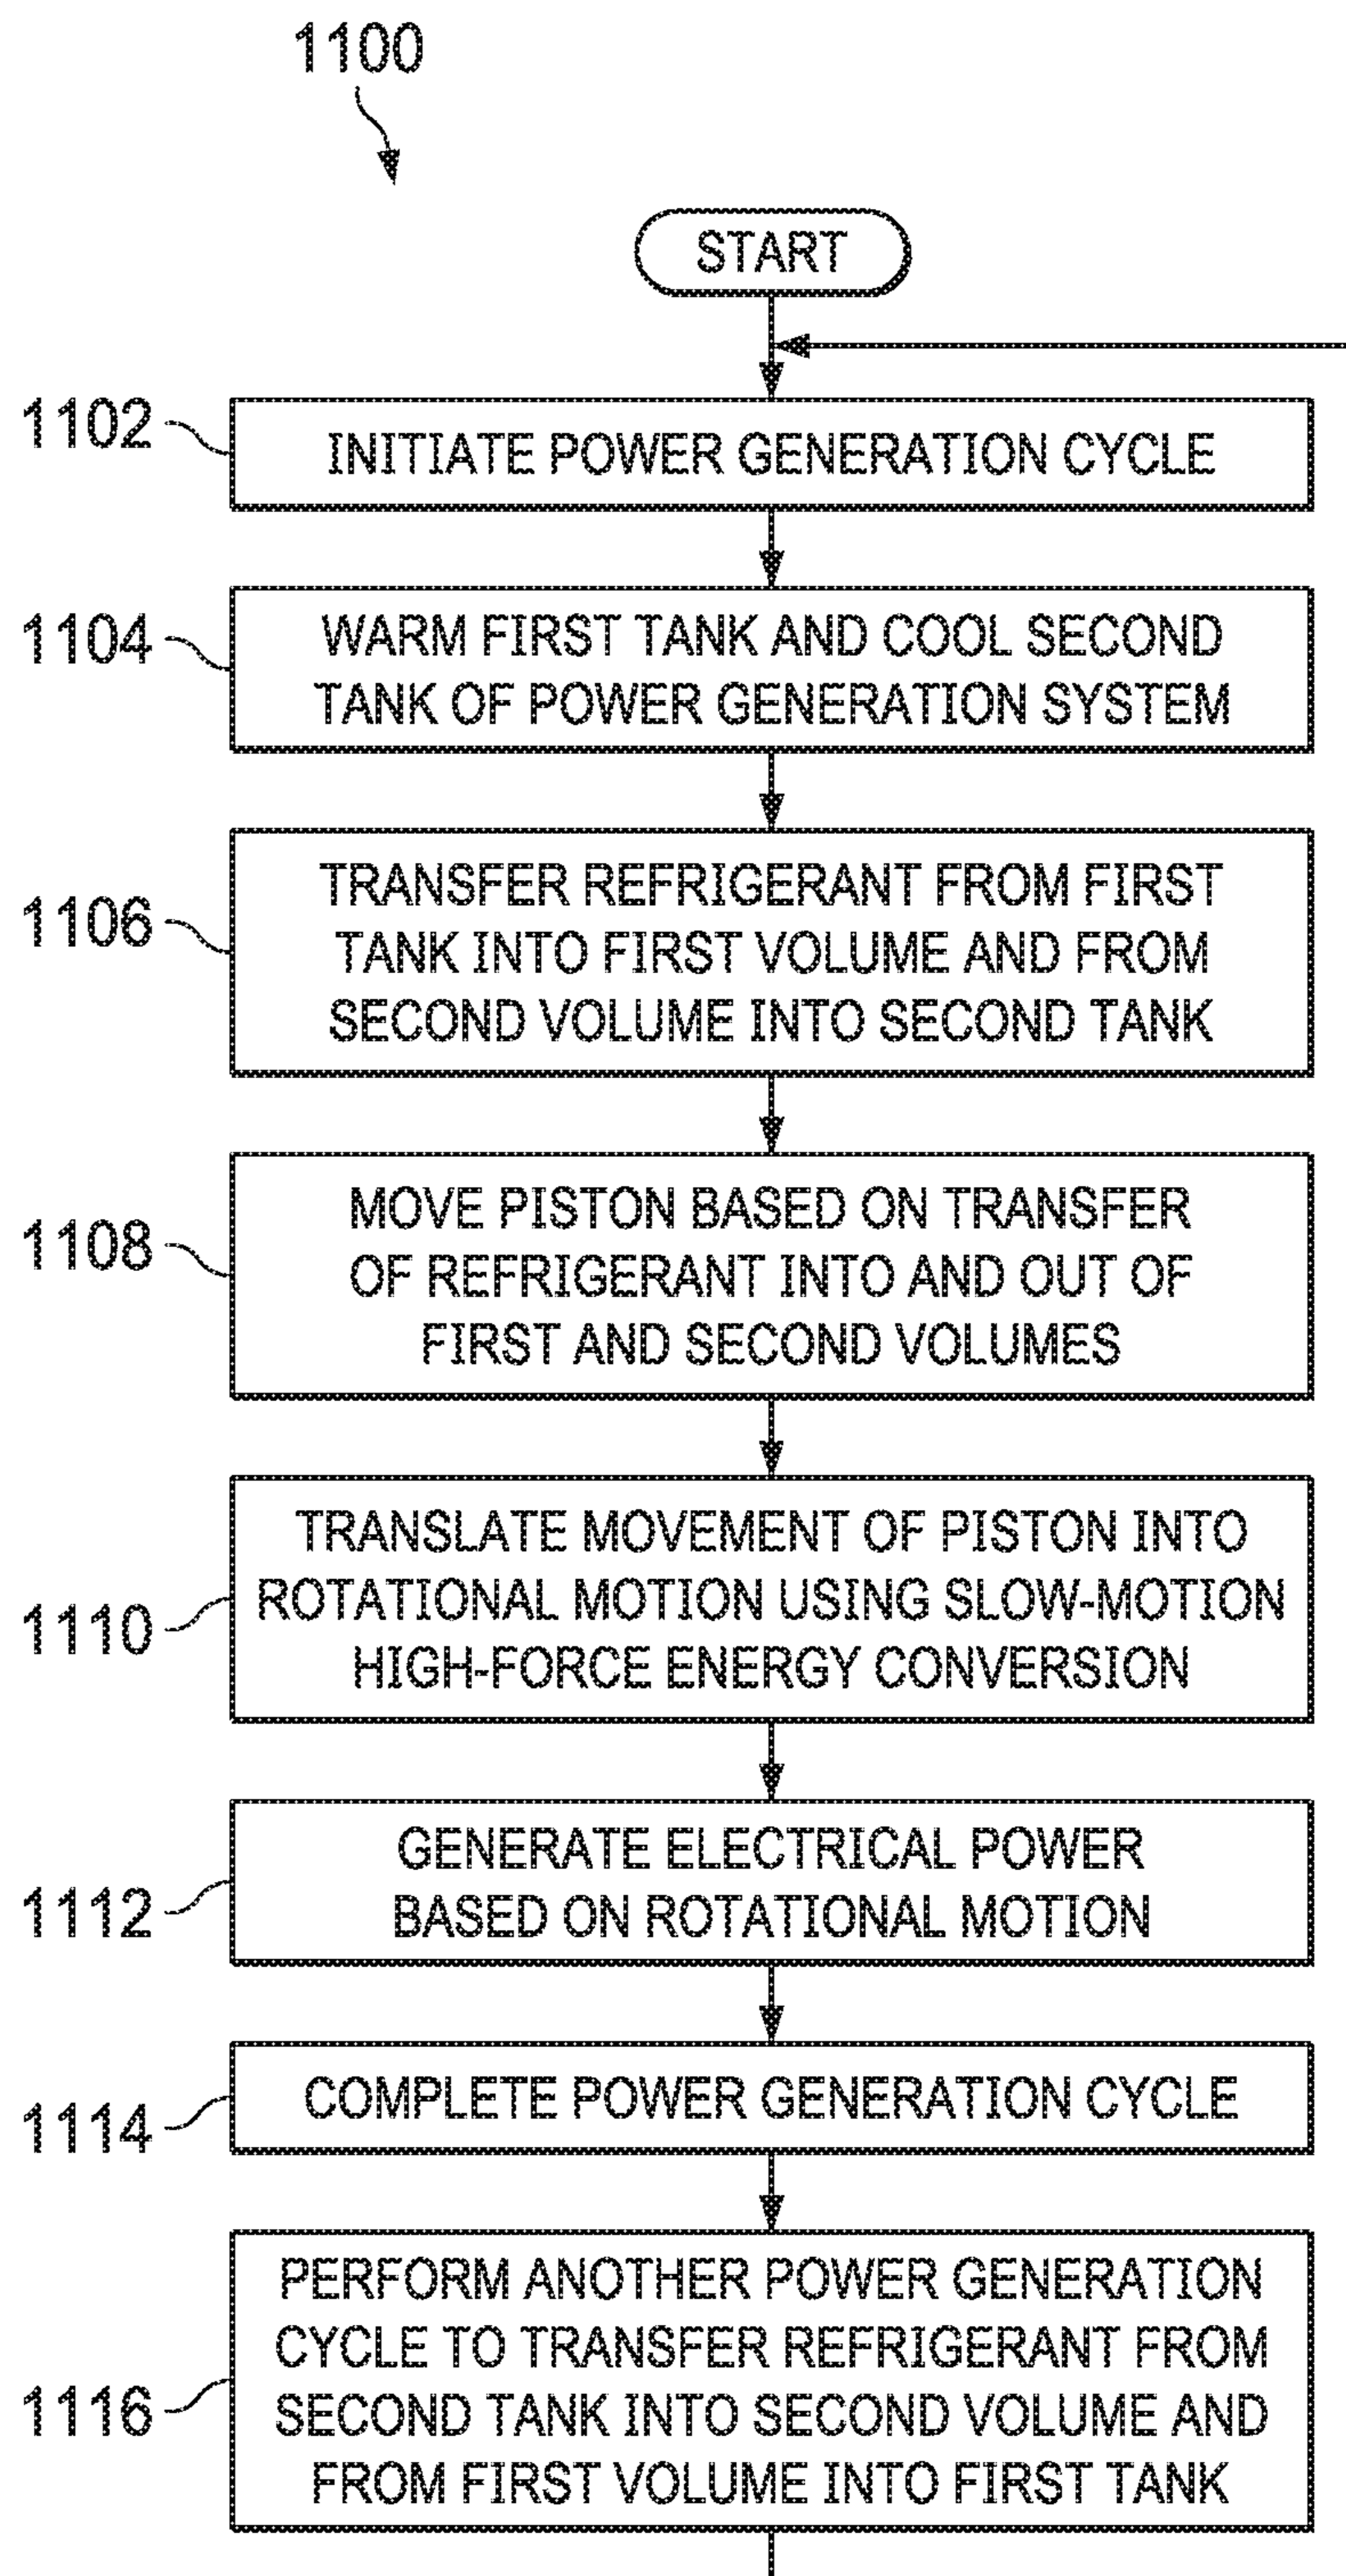 1100
START
1102
INITIATE POWER GENERATION CYCLE
1104
WARM FIRST TANK AND COOL SECOND
TANK OF POWER GENERATION SYSTEM
1106
TRANSFER REFRIGERANT FROM FIRST
TANK INTO FIRST VOLUME AND FROM
SECOND VOLUME INTO SECOND TANK
1108
MOVE PISTON BASED ON TRANSFER
OF REFRIGERANT INTO AND OUT OF
FIRST AND SECOND VOLUMES
1110
TRANSLATE MOVEMENT OF PISTON INTO
ROTATIONAL MOTION USING SLOW-MOTION
HIGH-FORCE ENERGY CONVERSION
1112
GENERATE ELECTRICAL POWER
BASED ON ROTATIONAL MOTION
1114
COMPLETE POWER GENERATION CYCLE
1116
PERFORM ANOTHER POWER GENERATION
CYCLE TO TRANSFER REFRIGERANT FROM
SECOND TANK INTO SECOND VOLUME AND
FROM FIRST VOLUME INTO FIRST TANK